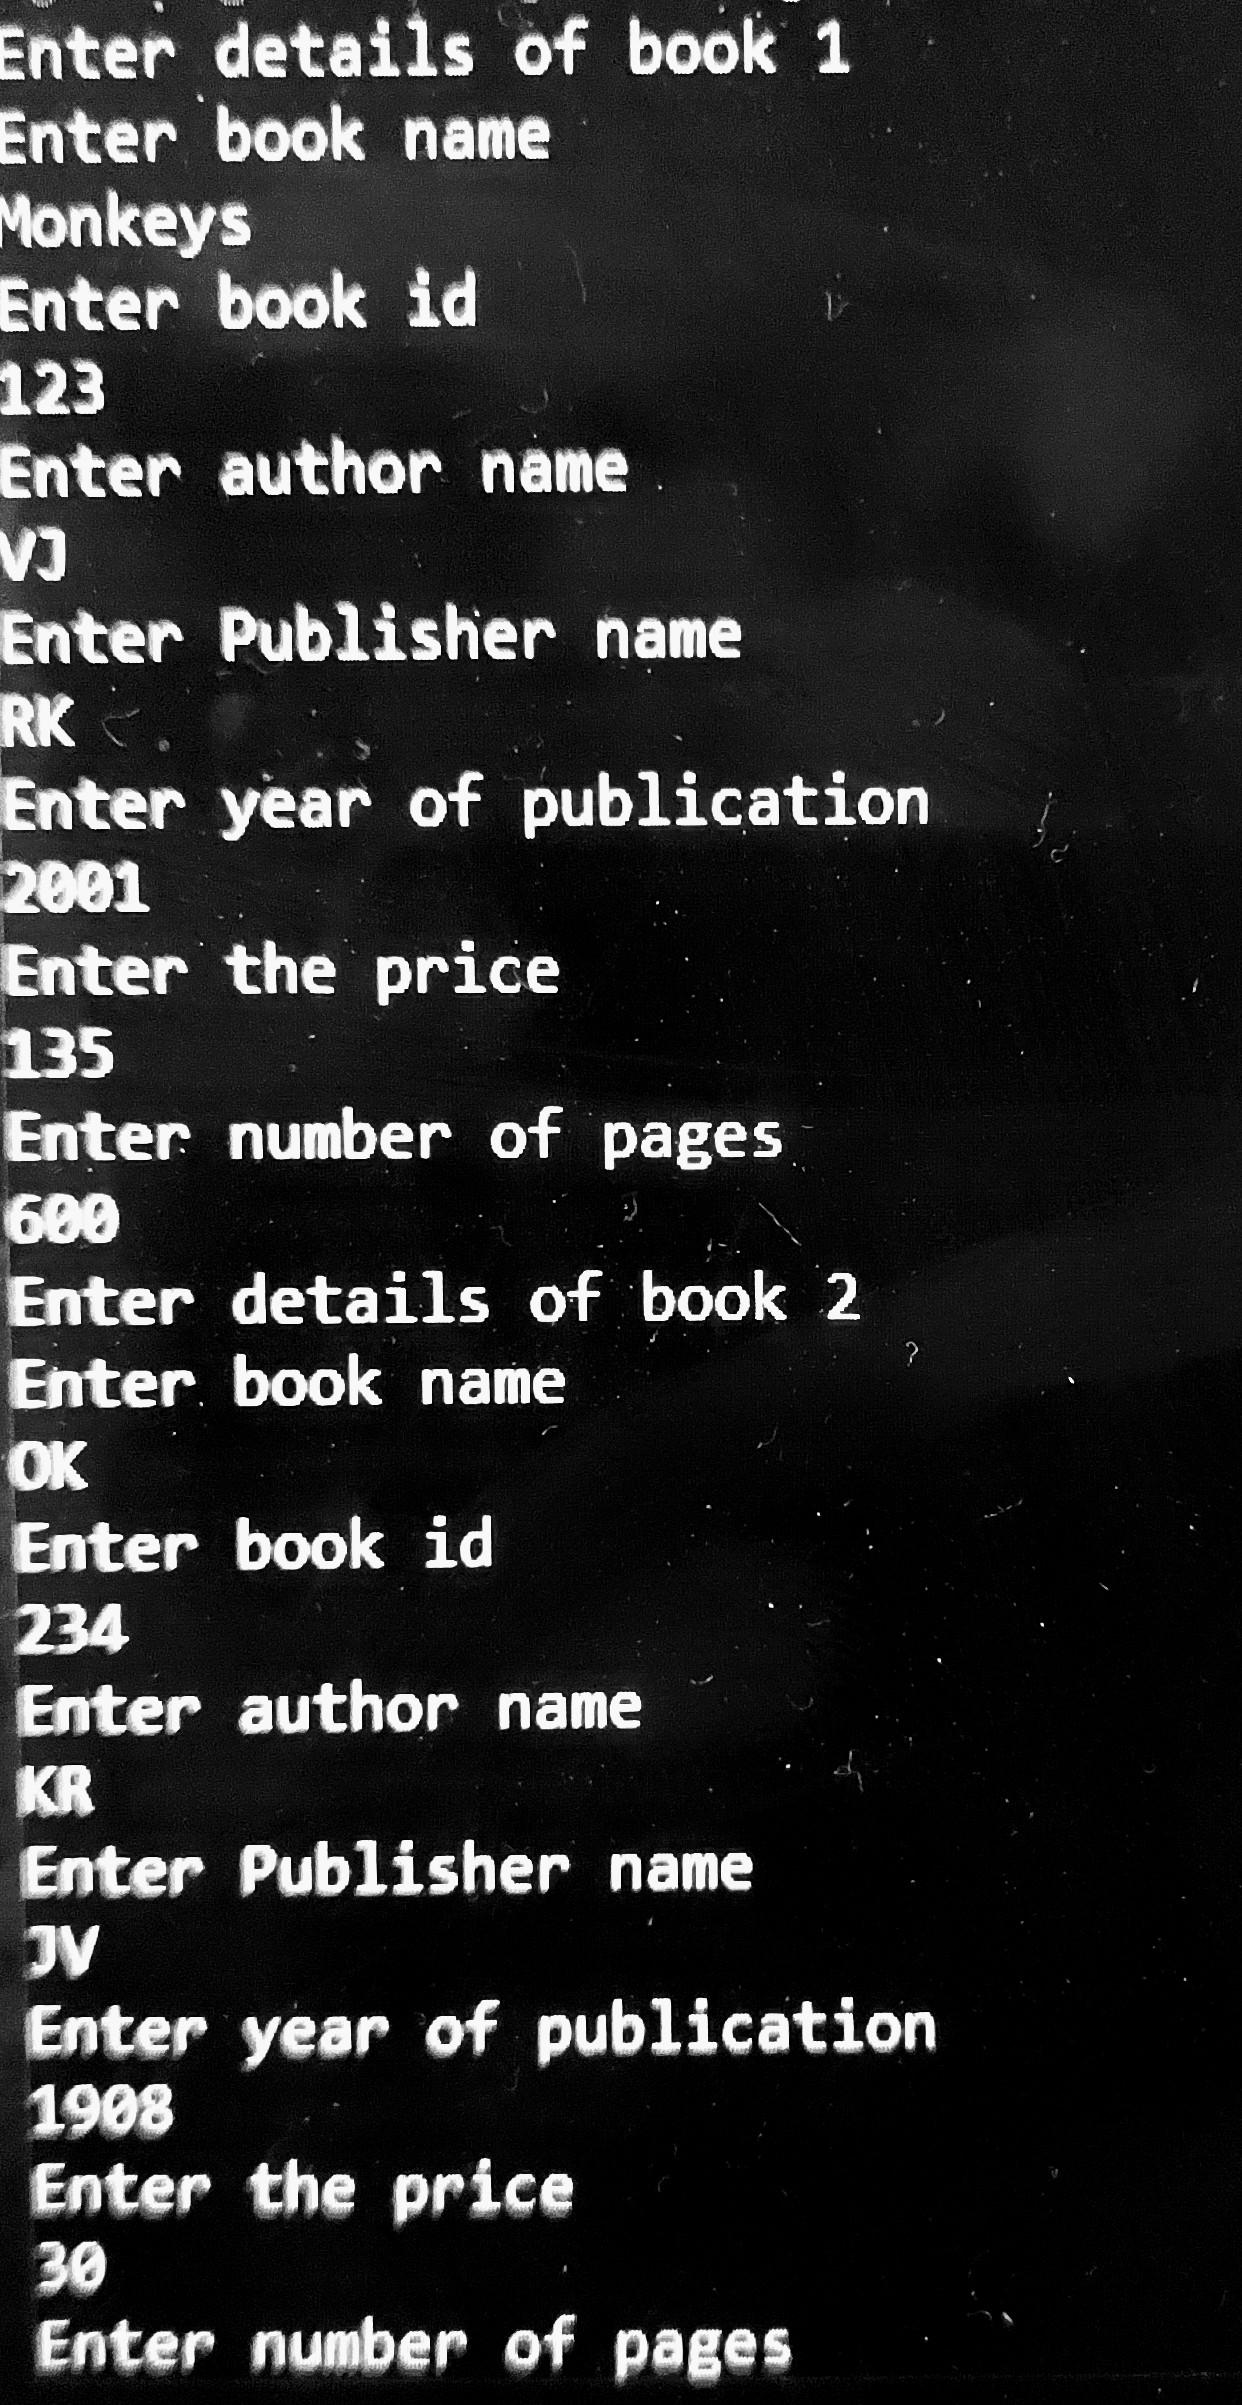 Enter details of book 1
Enter book name
Monkeys
Enter book id
123
Enter author name
VJ
Enter Publisher name
RK
Enter year of publication
2001
Enter the price
135
Enter number of pages
600
Enter details of book 2
Enter book name
OK
Enter book id
234
Enter author name
KR
Enter Publisher name
JV
Enter year of publication
1908
Enter the price
30
Enter number of pages